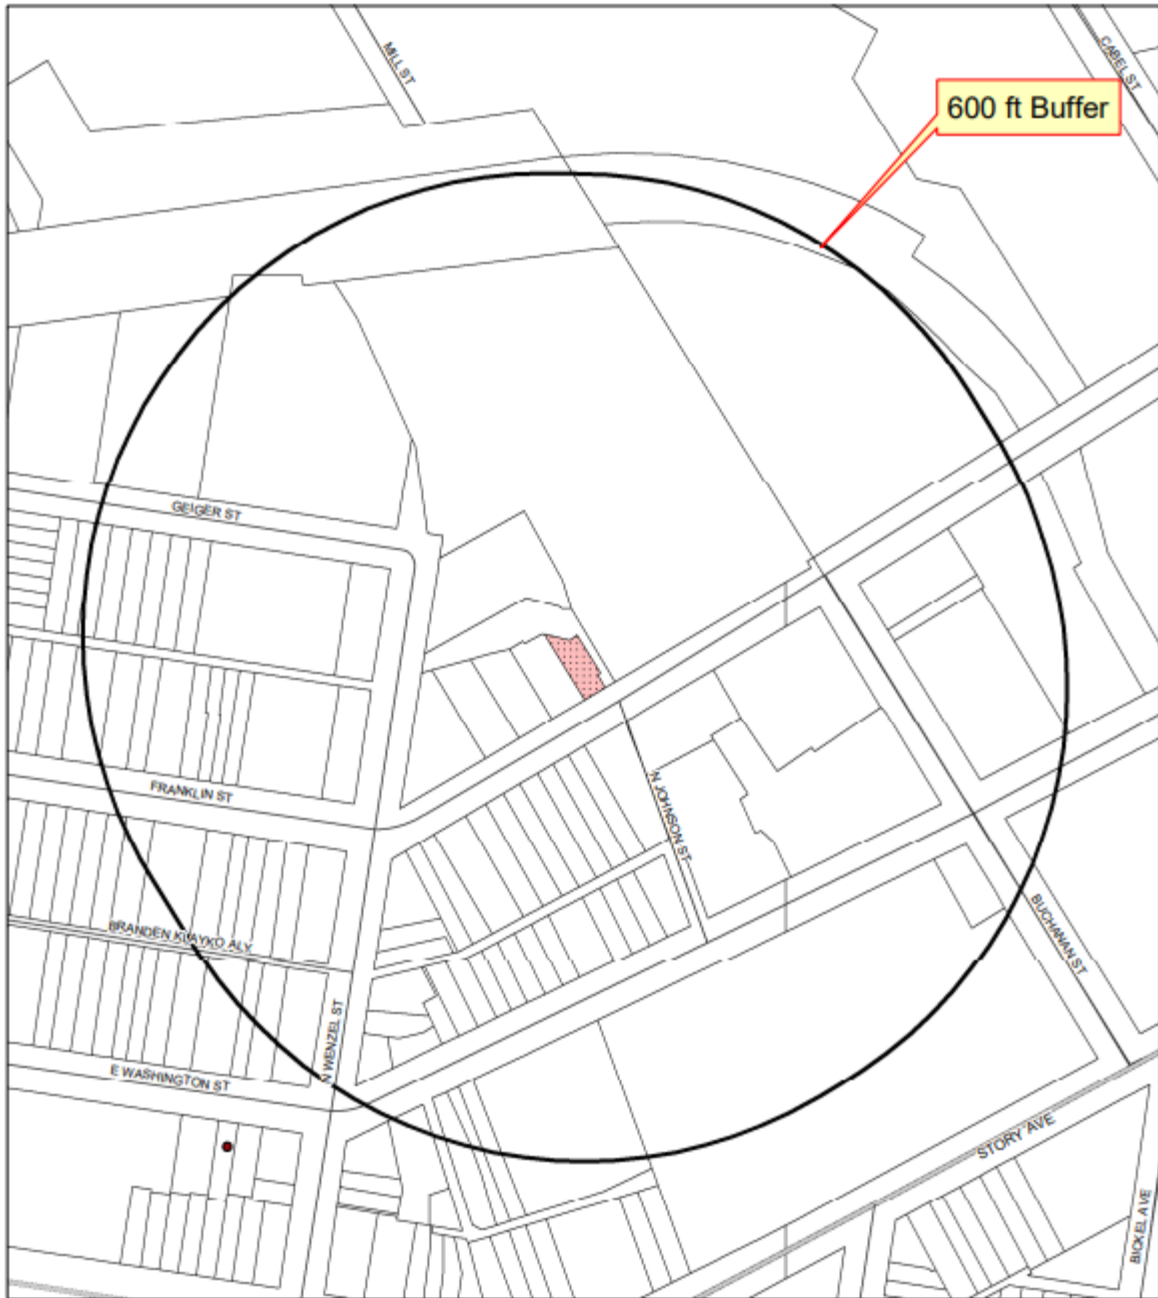 MILL ST
CABEL ST
600 ft Buffer
GEIGER ST
FRANKLIN ST
N JOHNSON ST
BRANDEN KLAYKO ALY
BUCHANAN ST
N WENZEL ST
E WASHINGTON ST
STORY AVE
BICKEL AVE